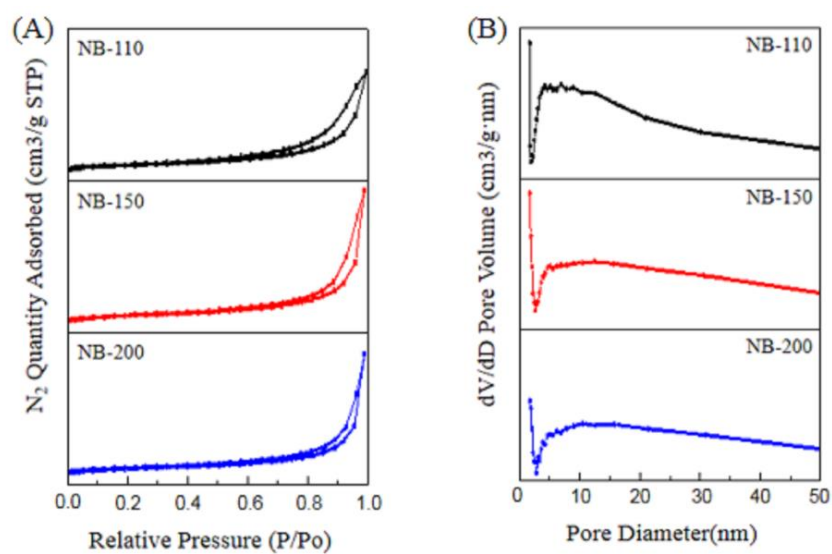 (A)
NB-110
NB-150
NB-200
N₂ Quantity Adsorbed (cm3/g STP)
0.0 0.2 0.4 0.6 0.8 1.0
Relative Pressure (P/Po)
(B)
NB-110
NB-150
NB-200
dV/dD Pore Volume (cm3/g·nm)
0 10 20 30 40 50
Pore Diameter(nm)